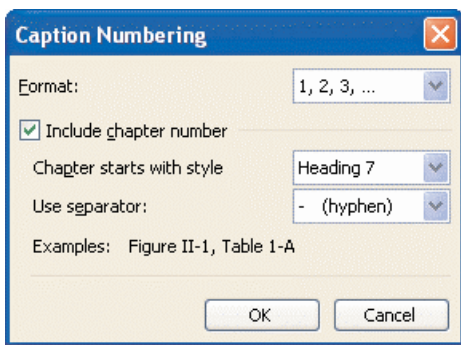 Caption Numbering
Format: 1, 2, 3, ...
Include chapter number
Chapter starts with style Heading 7
Use separator: - (hyphen)
Examples: Figure II-1, Table 1-A
OK Cancel